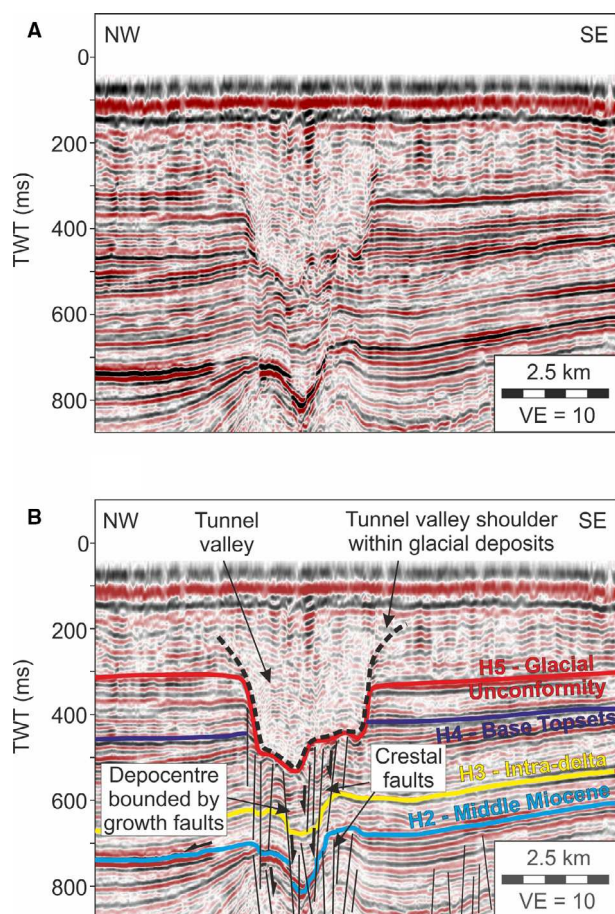 A
NW
SE
0
200
400
600
800
TWT (ms)
2.5 km
VE = 10
B
NW
SE
Tunnel
valley
Tunnel valley shoulder
within glacial deposits
0
200
400
600
800
TWT (ms)
H5 - Glacial
Unconformity
H4 - Base Topsets
Depocentre
bounded by
growth faults
Crestal
faults
H3 - Intra-delta
H2 - Middle Miocene
2.5 km
VE = 10